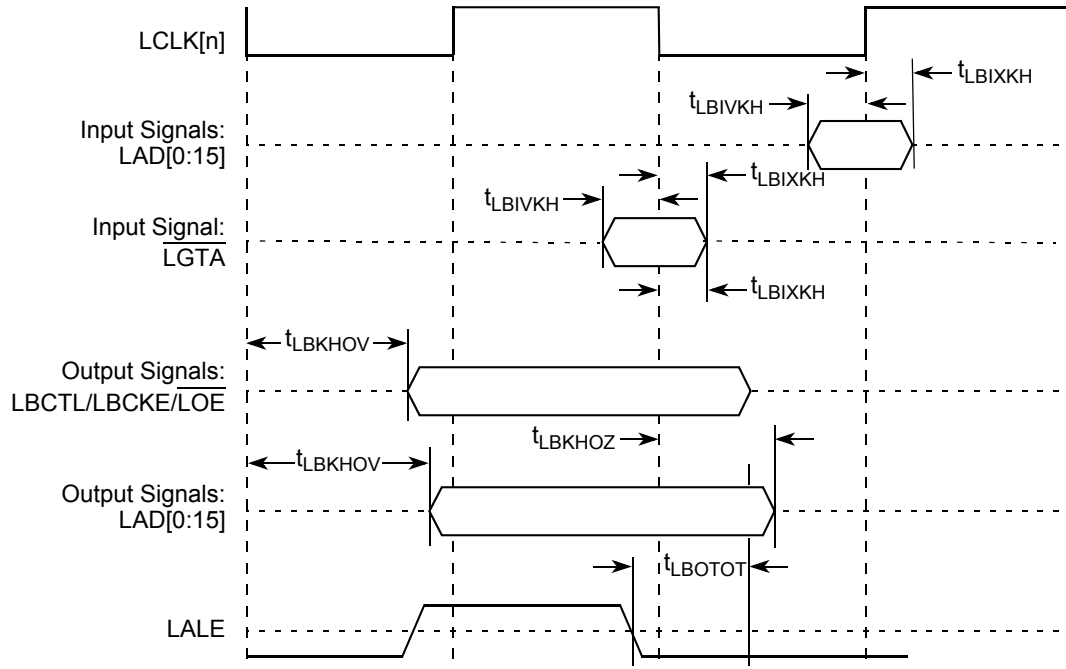 LCLK[n]
tLBIXKH
tLBIVKH
Input Signals:
LAD[0:15]
tLBIXKH
tLBIVKH
Input Signal:
LGTA
tLBIXKH
tLBKHOV
Output Signals:
LBCTL/LBCKE/LOE
tLBKHOZ
tLBKHOV
Output Signals:
LAD[0:15]
tLBOTOT
LALE